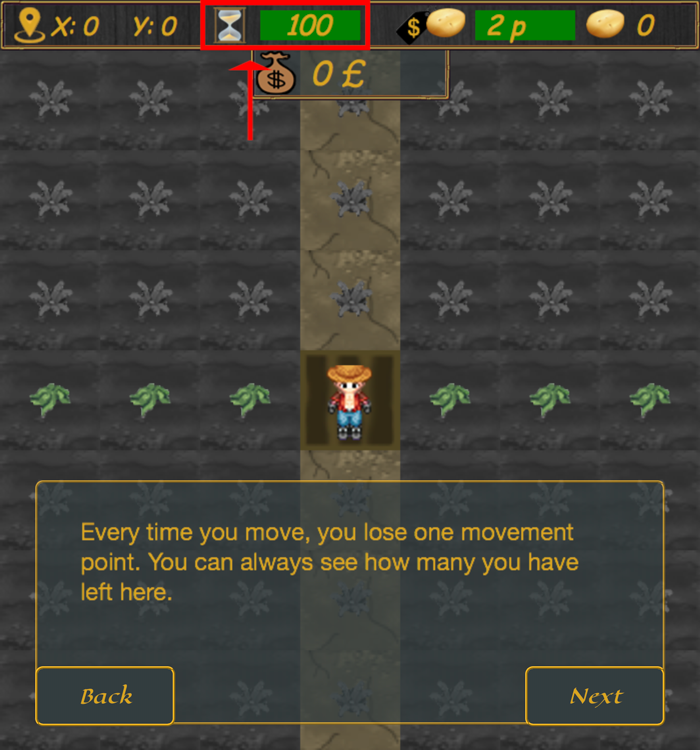 X: 0 Y: 0 100 $ 2 p 0
$ 0 £
Every time you move, you lose one movement
point. You can always see how many you have
left here.
Back Next